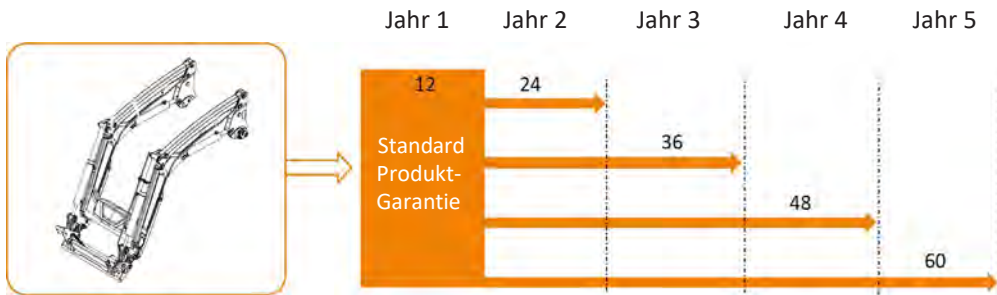 Jahr 1 Jahr 2 Jahr 3 Jahr 4 Jahr 5
12 24
36
Standard
Produkt-
Garantie
48
60